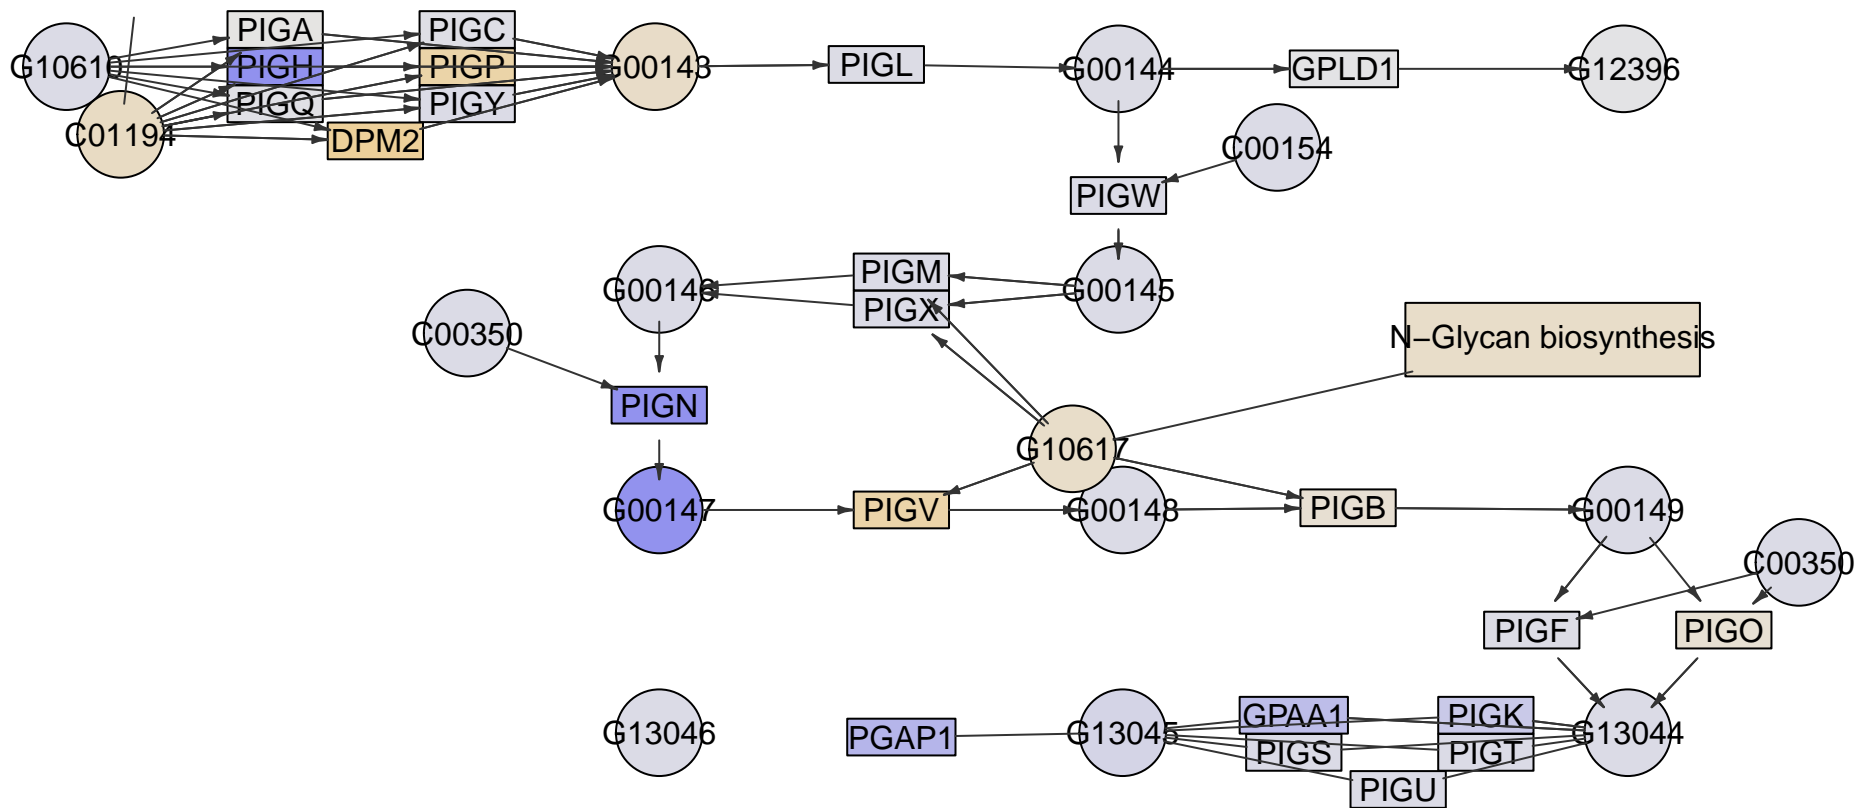 G10610
PIGA
PIGC
PIGH
PIGP
PIGQ
PIGY
DPM2
C01194
G00143
PIGL
G00144
GPLD1
G12396
C00154
PIGW
G00146
PIGM
PIGX
G00145
C00350
N–Glycan biosynthesis
PIGN
G10617
G00147
PIGV
G00148
PIGB
G00149
C00350
PIGF
PIGO
G13046
PGAP1
G13045
GPAA1
PIGK
PIGS
PIGT
PIGU
G13044